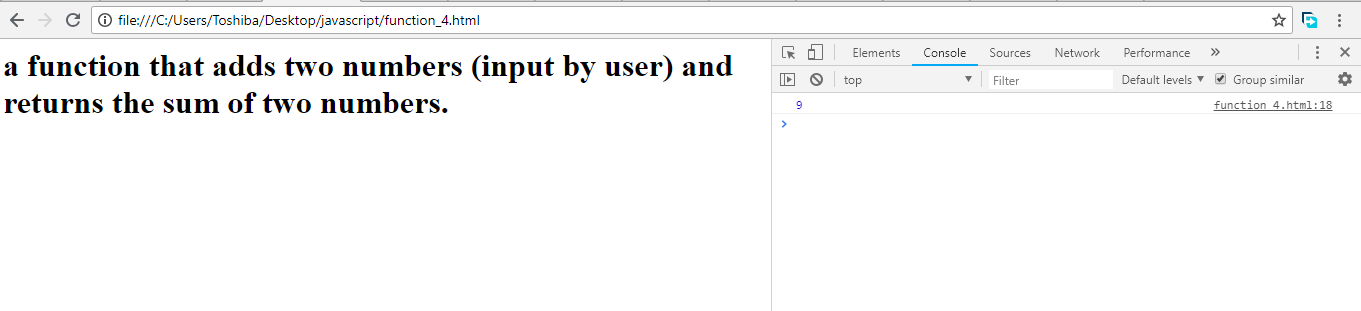 file:///C:/Users/Toshiba/Desktop/javascript/function_4.html
a function that adds two numbers (input by user) and
returns the sum of two numbers.
Elements Console Sources Network Performance »
top Filter Default levels Group similar
9 function_4.html:18